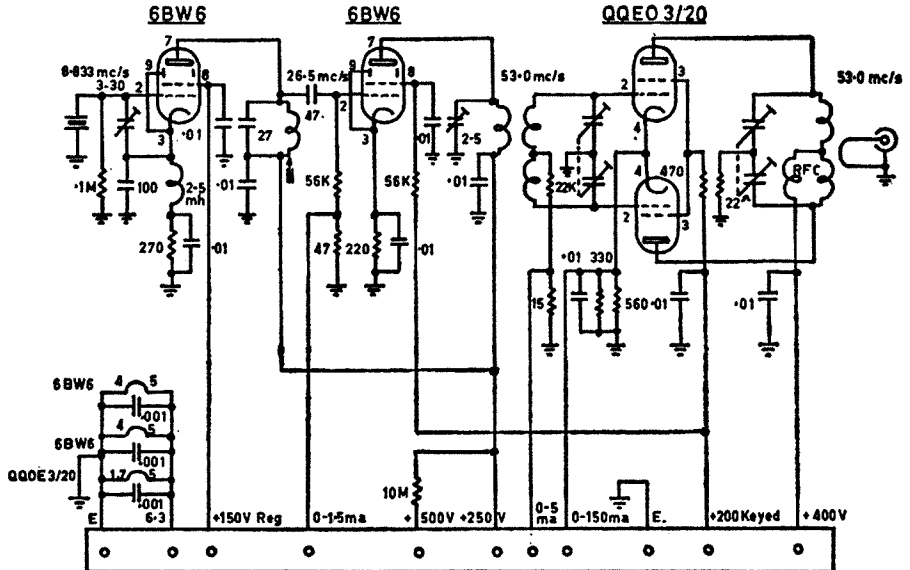 6BW6
6BW6
QQEO 3/20
7
7
9
8
9
8
3
3
8·833 mc/s
3-30
2
26·5 mc/s
2
53·0 mc/s
2
53·0 mc/s
3
·01
27
47
3
·01
2-5
4
4
470
RFC
·1M
100
2-5
mh
·01
56K
56K
·01
22K
2
3
22
270
·01
47
220
·01
·01
330
15
560
·01
·01
6BW6
4
5
·001
4
5
6BW6
·001
QQOE3/20
1,7
5
·001
10M
E
6·3
+150V Reg
0-1·5ma
+500V
+250V
0-5
ma
0-150ma
E.
+200Keyed
+400V